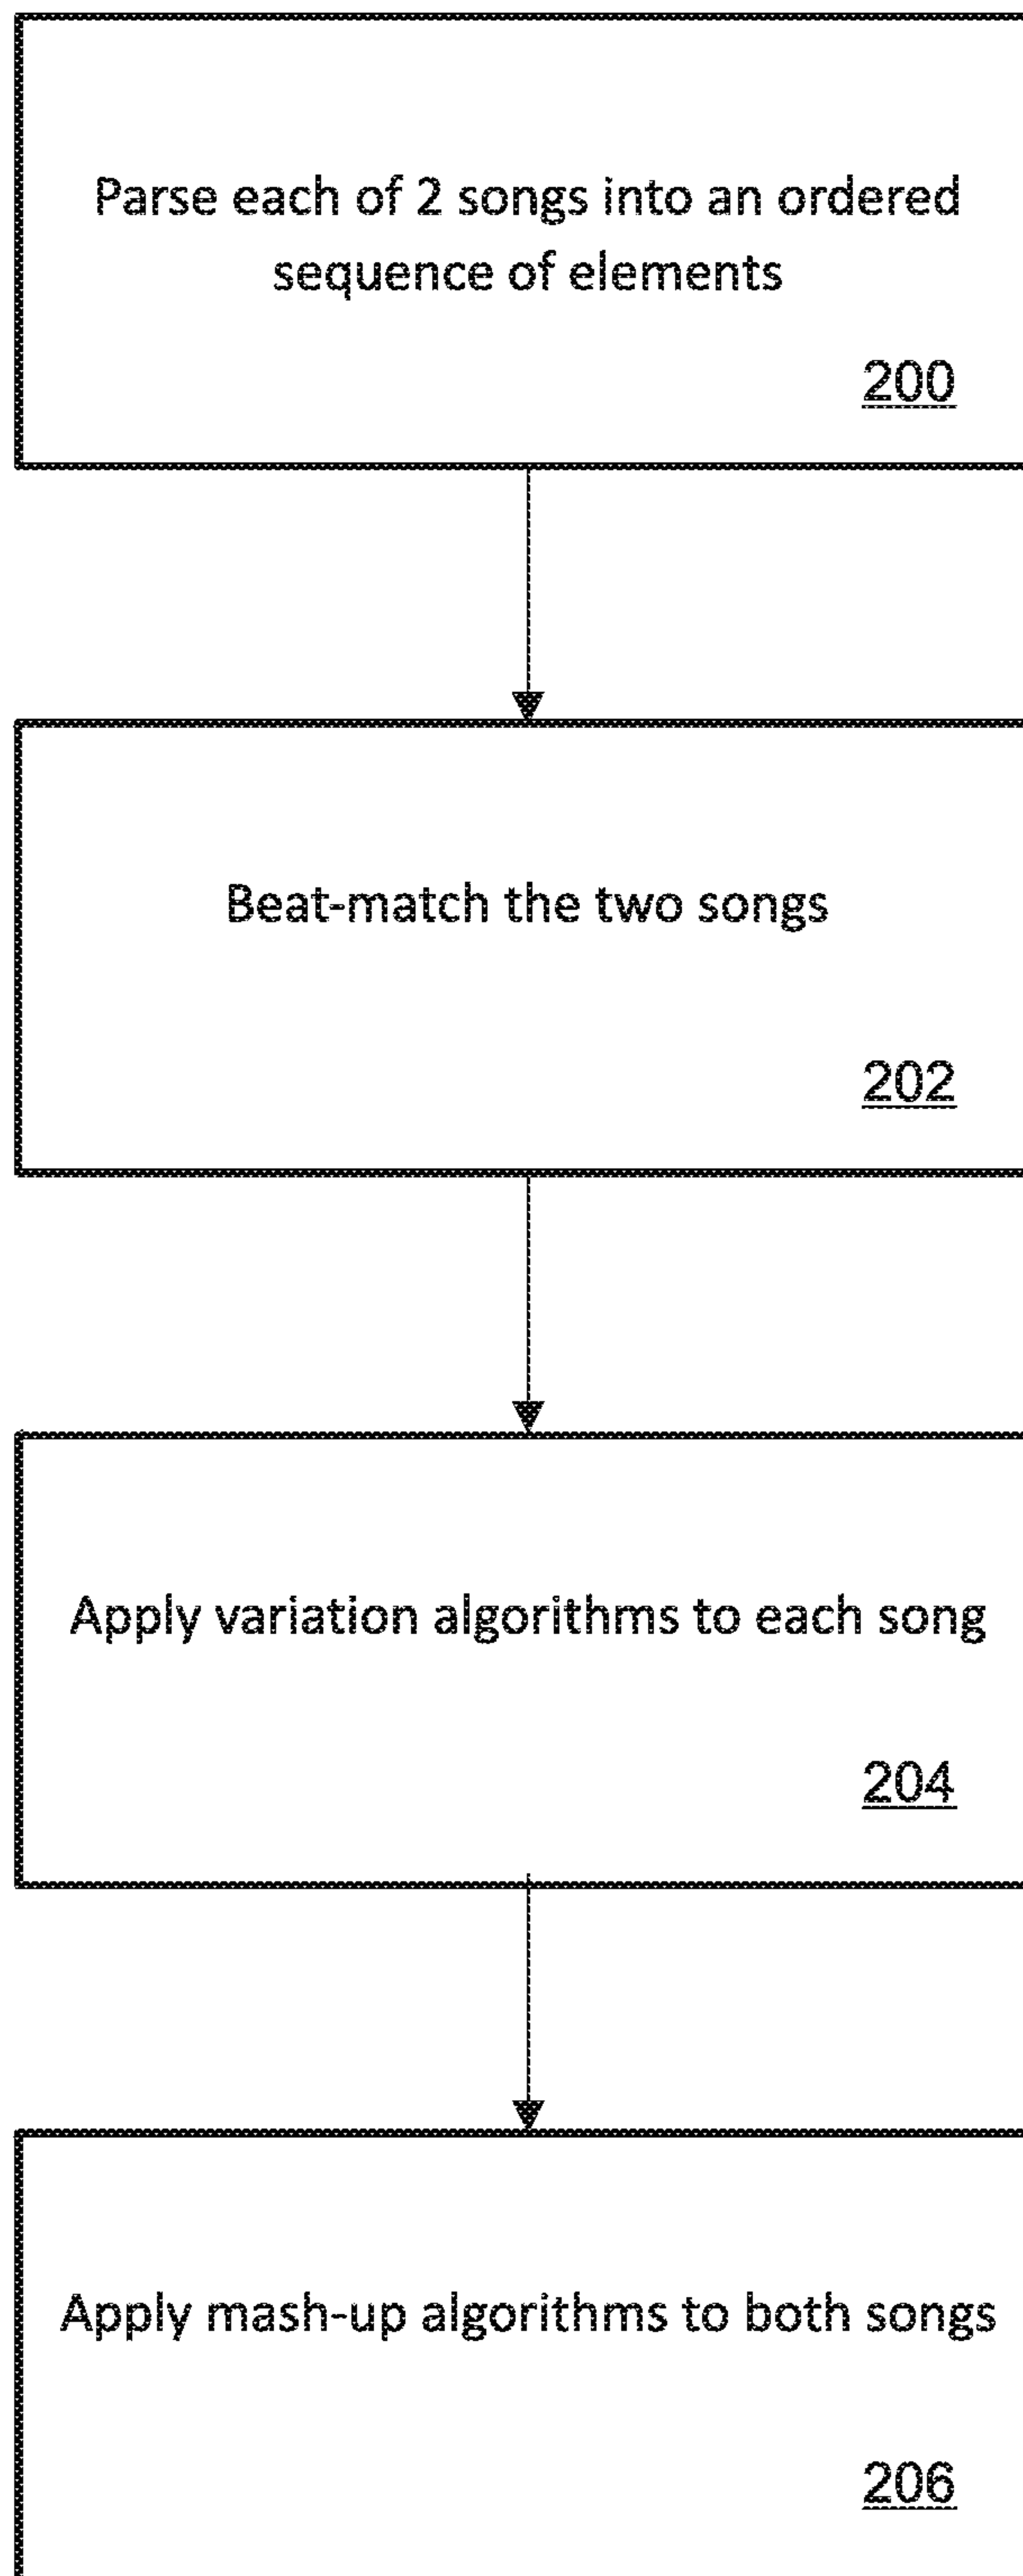 Parse each of 2 songs into an ordered
sequence of elements
200
Beat-match the two songs
202
Apply variation algorithms to each song
204
Apply mash-up algorithms to both songs
206